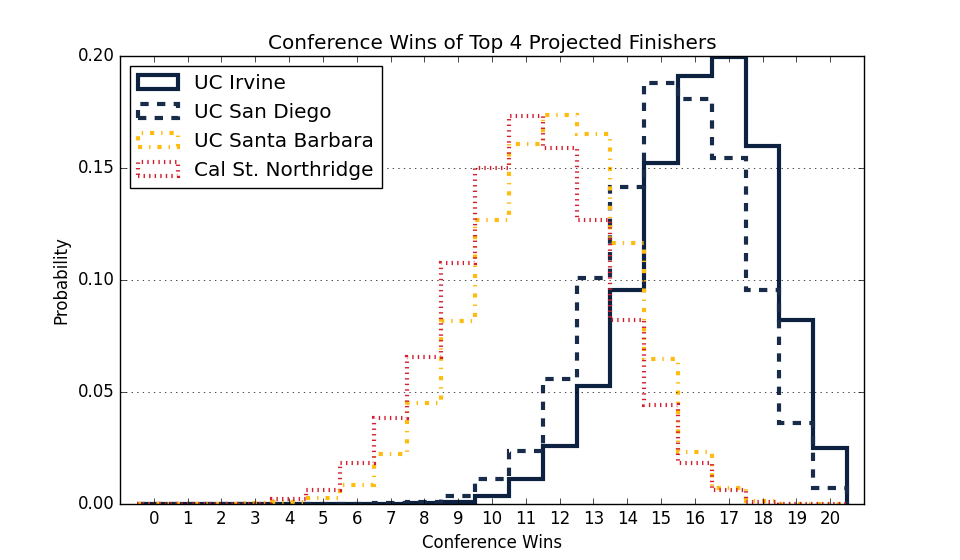 Conference Wins of Top 4 Projected Finishers
UC Irvine
UC San Diego
UC Santa Barbara
Cal St. Northridge
0.20
0.15
0.10
0.05
0.00
Probability
0 1 2 3 4 5 6 7 8 9 10 11 12 13 14 15 16 17 18 19 20
Conference Wins